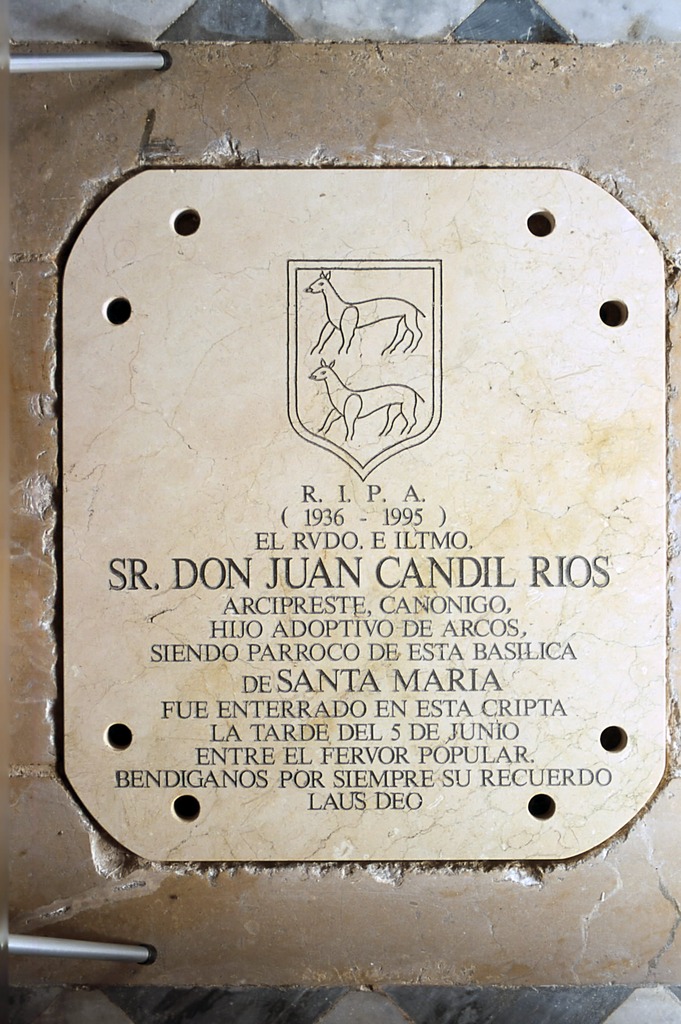 R. I. P. A.
( 1936 - 1995 )
EL RVDO. E ILTMO.
SR. DON JUAN CANDIL RIOS
ARCIPRESTE, CANONIGO,
HIJO ADOPTIVO DE ARCOS,
SIENDO PARROCO DE ESTA BASILICA
DE SANTA MARIA
FUE ENTERRADO EN ESTA CRIPTA
LA TARDE DEL 5 DE JUNIO
ENTRE EL FERVOR POPULAR.
BENDIGANOS POR SIEMPRE SU RECUERDO
LAUS DEO